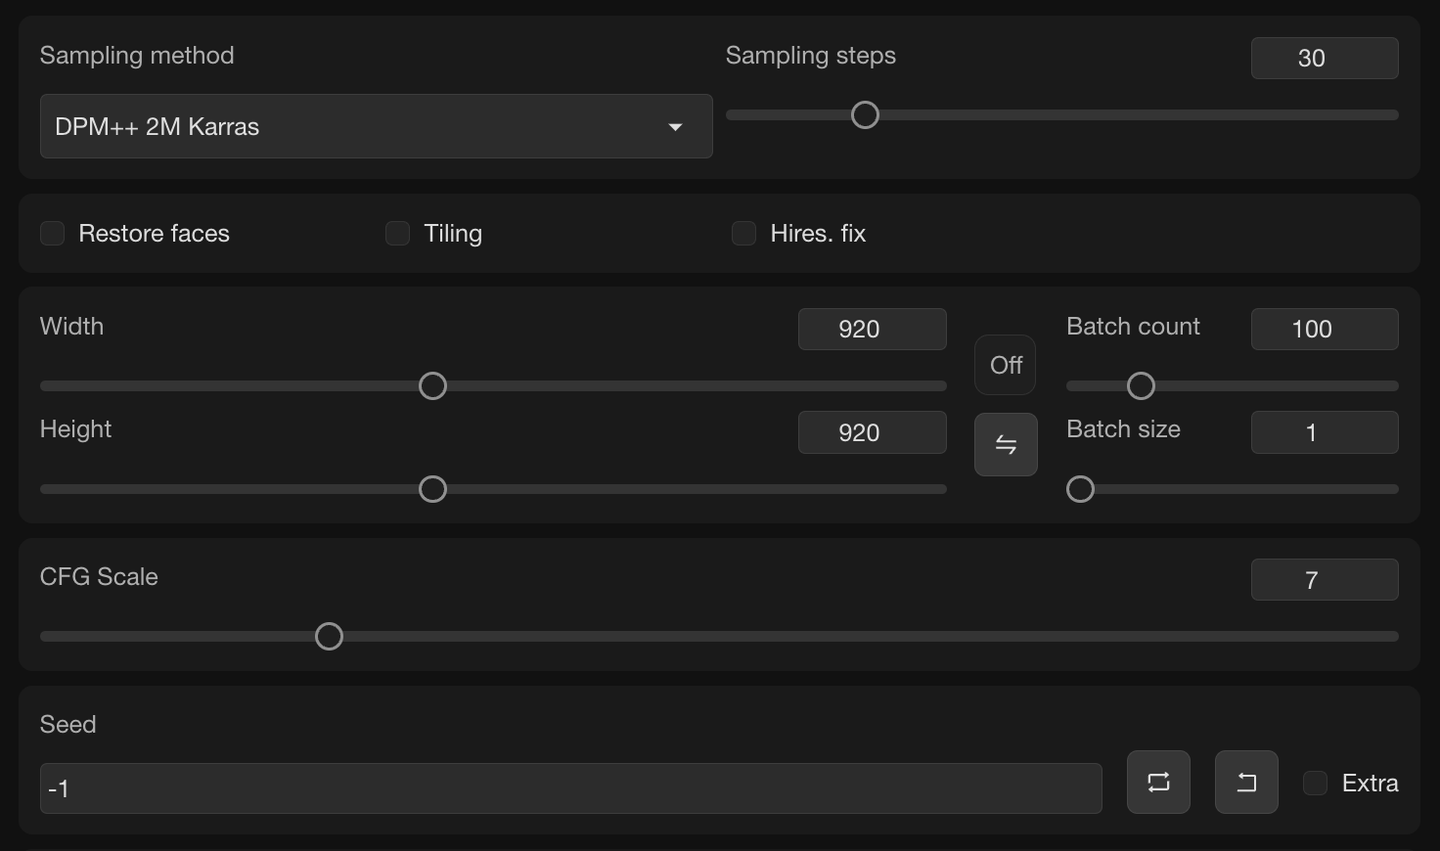 Sampling method
Sampling steps
30
DPM++ 2M Karras
Restore faces
Tiling
Hires. fix
Width
920
Off
Batch count
100
Height
920
Batch size
1
CFG Scale
7
Seed
-1
Extra